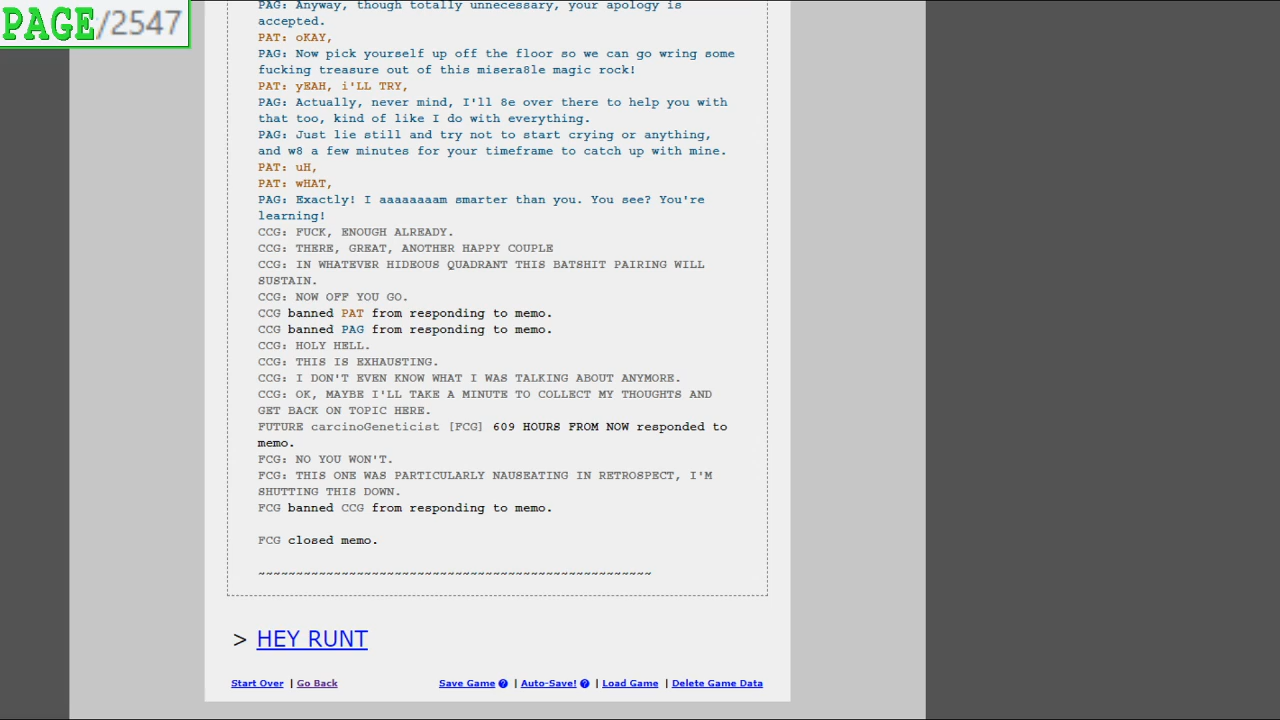 PAGE/2547
PAG: Anyway, though totally unnecessary, your apology is
accepted.
PAT: oKAY,
PAG: Now pick yourself up off the floor so we can go wring some
fucking treasure out of this misera8le magic rock!
PAT: yEAH, i'LL TRY,
PAG: Actually, never mind, I'll 8e over there to help you with
that too, kind of like I do with everything.
PAG: Just lie still and try not to start crying or anything,
and w8 a few minutes for your timeframe to catch up with mine.
PAT: uH,
PAT: wHAT,
PAG: Exactly! I aaaaaaaam smarter than you. You see? You're
learning!
CCG: FUCK, ENOUGH ALREADY.
CCG: THERE, GREAT, ANOTHER HAPPY COUPLE
CCG: IN WHATEVER HIDEOUS QUADRANT THIS BATSHIT PAIRING WILL
SUSTAIN.
CCG: NOW OFF YOU GO.
CCG banned PAT from responding to memo.
CCG banned PAG from responding to memo.
CCG: HOLY HELL.
CCG: THIS IS EXHAUSTING.
CCG: I DON'T EVEN KNOW WHAT I WAS TALKING ABOUT ANYMORE.
CCG: OK, MAYBE I'LL TAKE A MINUTE TO COLLECT MY THOUGHTS AND
GET BACK ON TOPIC HERE.
FUTURE carcinoGeneticist [FCG] 609 HOURS FROM NOW responded to
memo.
FCG: NO YOU WON'T.
FCG: THIS ONE WAS PARTICULARLY NAUSEATING IN RETROSPECT, I'M
SHUTTING THIS DOWN.
FCG banned CCG from responding to memo.
FCG closed memo.
~~~~~~~~~~~~~~~~~~~~~~~~~~~~~~~~~~~~~~~~~~~~~~~~~~~~
> HEY RUNT
Start Over | Go Back Save Game ? | Auto-Save! ? | Load Game | Delete Game Data